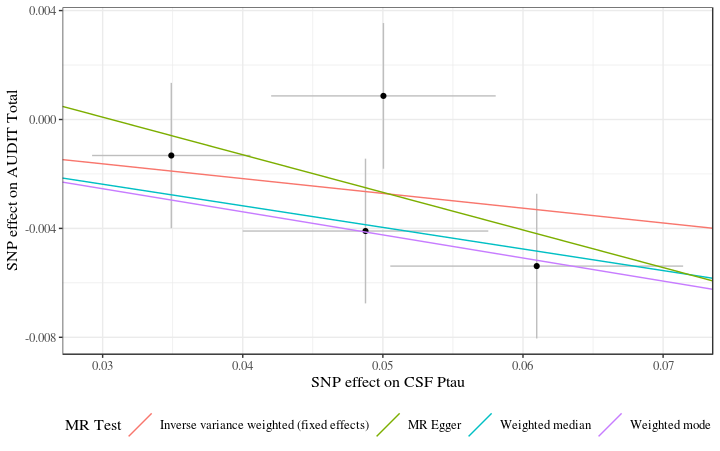 0.004
0.000
-0.004
-0.008
SNP effect on AUDIT Total
0.03 0.04 0.05 0.06 0.07
SNP effect on CSF Ptau
MR Test Inverse variance weighted (fixed effects) MR Egger Weighted median Weighted mode